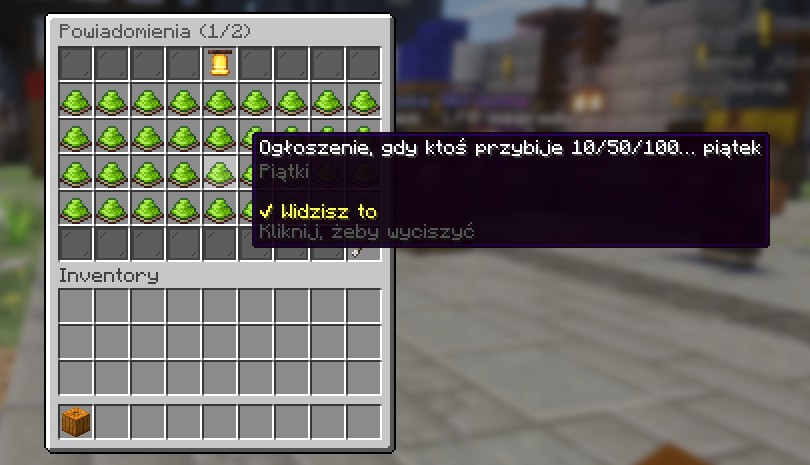 Powiadomienia (1/2)
Ogłoszenie, gdy ktoś przybije 10/50/100... piątek
Piątki
✓ Widzisz to
Kliknij, żeby wyciszyć
Inventory